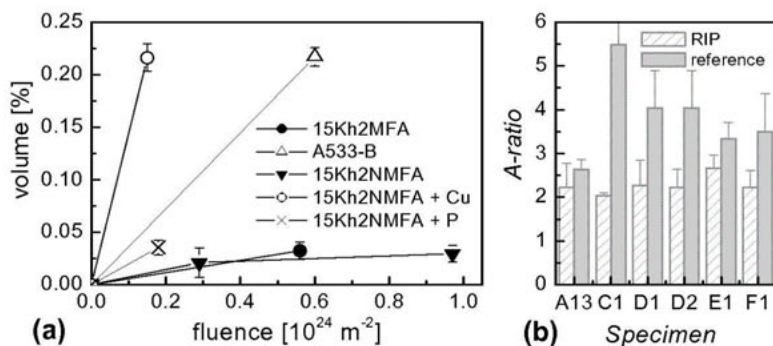 0.25
0.20
0.15
0.10
0.05
0.00
volume [%]
15Kh2MFA
A533-B
15Kh2NMFA
15Kh2NMFA + Cu
15Kh2NMFA + P
0.0 0.2 0.4 0.6 0.8 1.0
fluence [10²⁴ m⁻²]
(a)
6
5
4
3
2
1
0
A-ratio
RIP
reference
A13 C1 D1 D2 E1 F1
Specimen
(b)